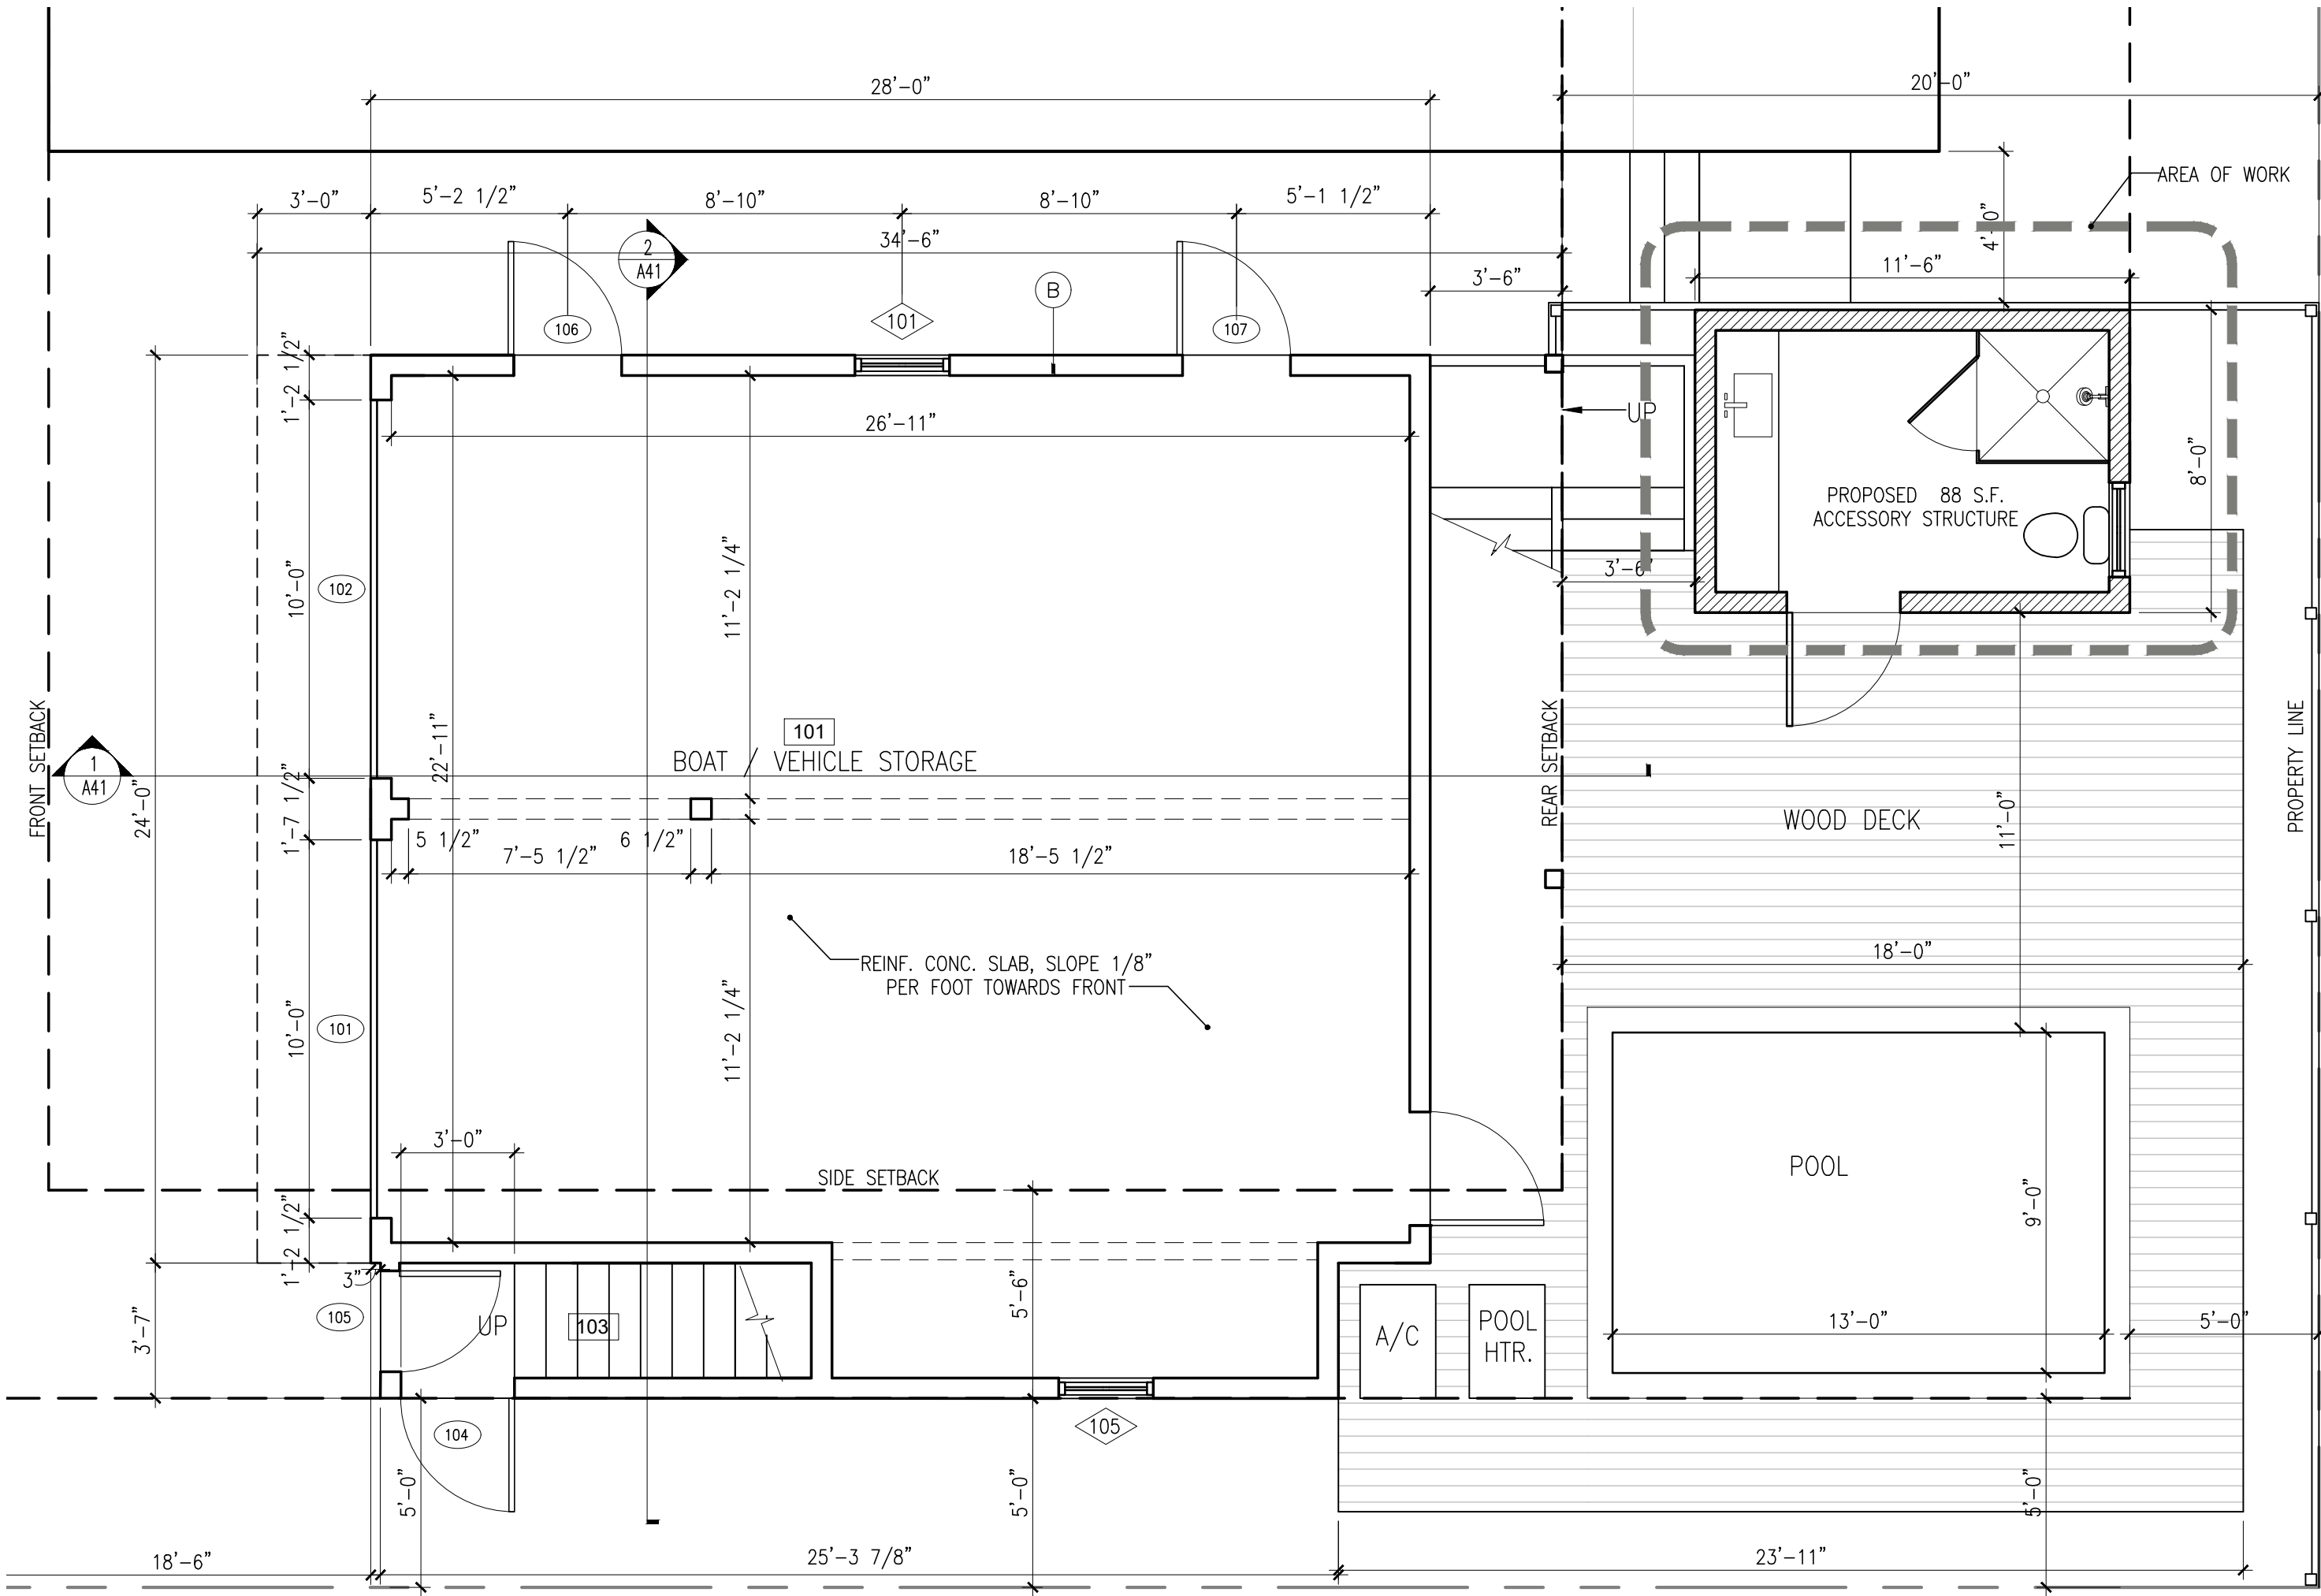 28'-0"
20'-0"
AREA OF WORK
3'-0"
5'-2 1/2"
8'-10"
8'-10"
5'-1 1/2"
4'-0"
34'-6"
2
A41
11'-6"
3'-6"
B
106
101
107
1'-2 1/2"
UP
26'-11"
8'-0"
PROPOSED 88 S.F.
ACCESSORY STRUCTURE
11'-2 1/4"
3'-6"
10'-0"
102
FRONT SETBACK
22'-11"
101
BOAT / VEHICLE STORAGE
REAR SETBACK
PROPERTY LINE
1
A41
24'-0"
1'-7 1/2"
WOOD DECK
11'-0"
5 1/2"
7'-5 1/2"
6 1/2"
18'-5 1/2"
18'-0"
REINF. CONC. SLAB, SLOPE 1/8"
PER FOOT TOWARDS FRONT
11'-2 1/4"
10'-0"
101
3'-0"
SIDE SETBACK
POOL
9'-0"
1'-2 1/2"
3"
5'-6"
105
3'-7"
UP
103
A/C
POOL
HTR.
13'-0"
5'-0"
104
105
5'-0"
5'-0"
5'-0"
18'-6"
25'-3 7/8"
23'-11"